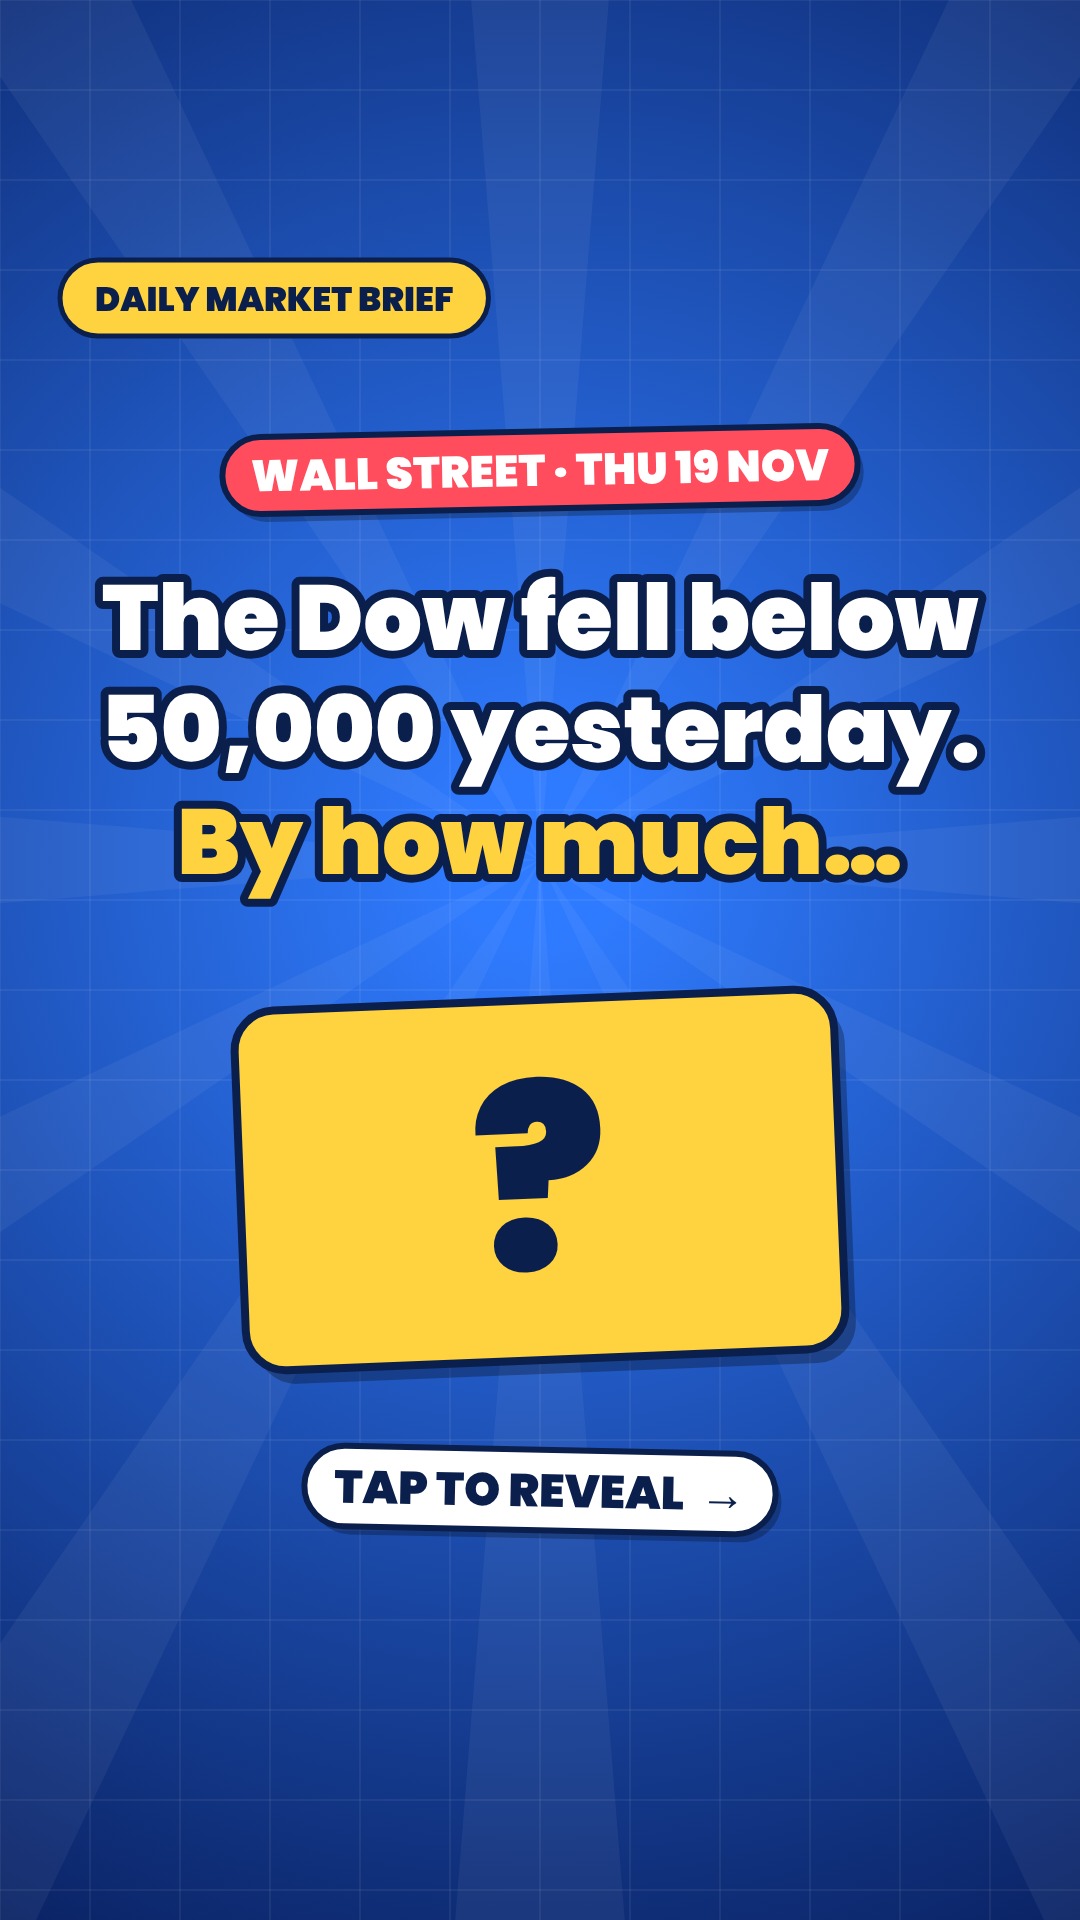 DAILY MARKET BRIEF
WALL STREET • THU 19 NOV
The Dow fell below
50,000 yesterday.
By how much...
?
TAP TO REVEAL →